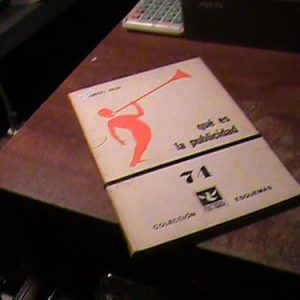 qué es
la publicidad
74
COLECCIÓN ESQUEMAS